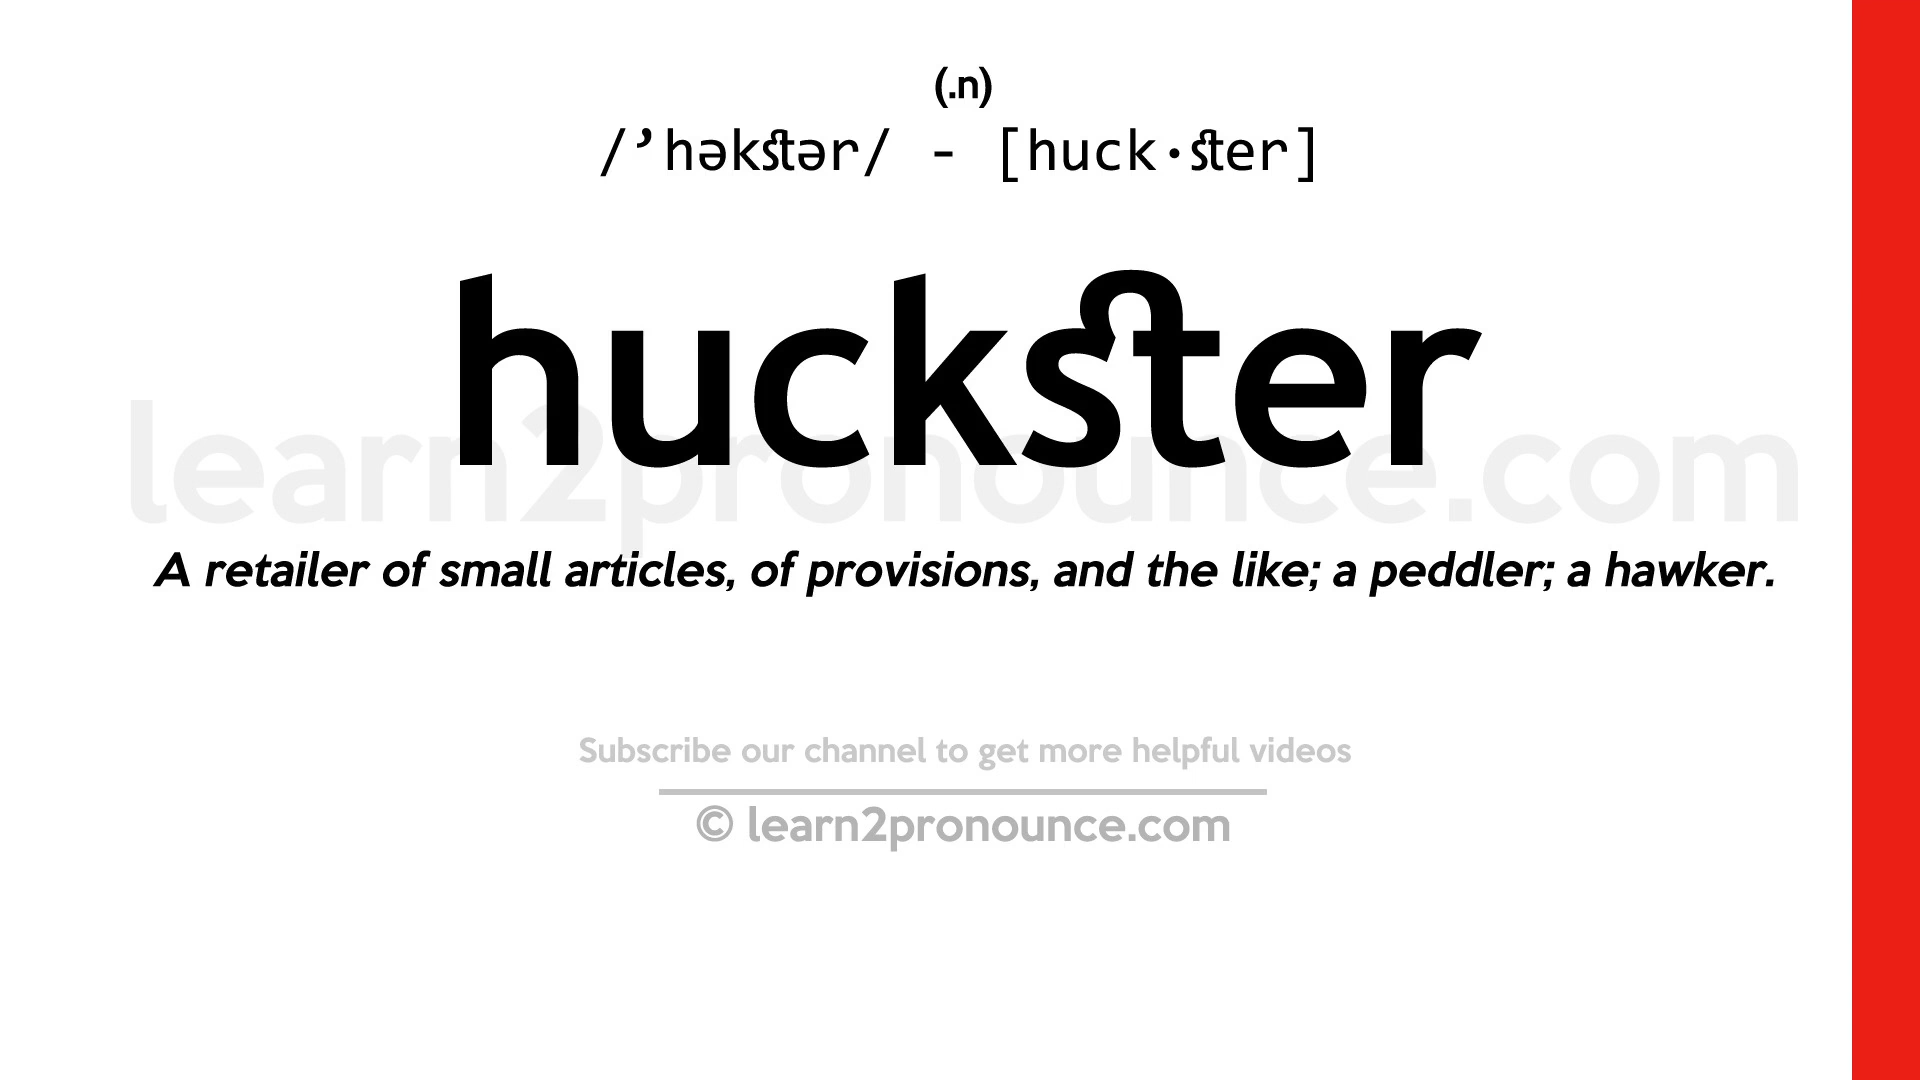 (.n)
/’həkstər/ - [huck·ster]
huckster
learn2pronounce.com
A retailer of small articles, of provisions, and the like; a peddler; a hawker.
Subscribe our channel to get more helpful videos
© learn2pronounce.com